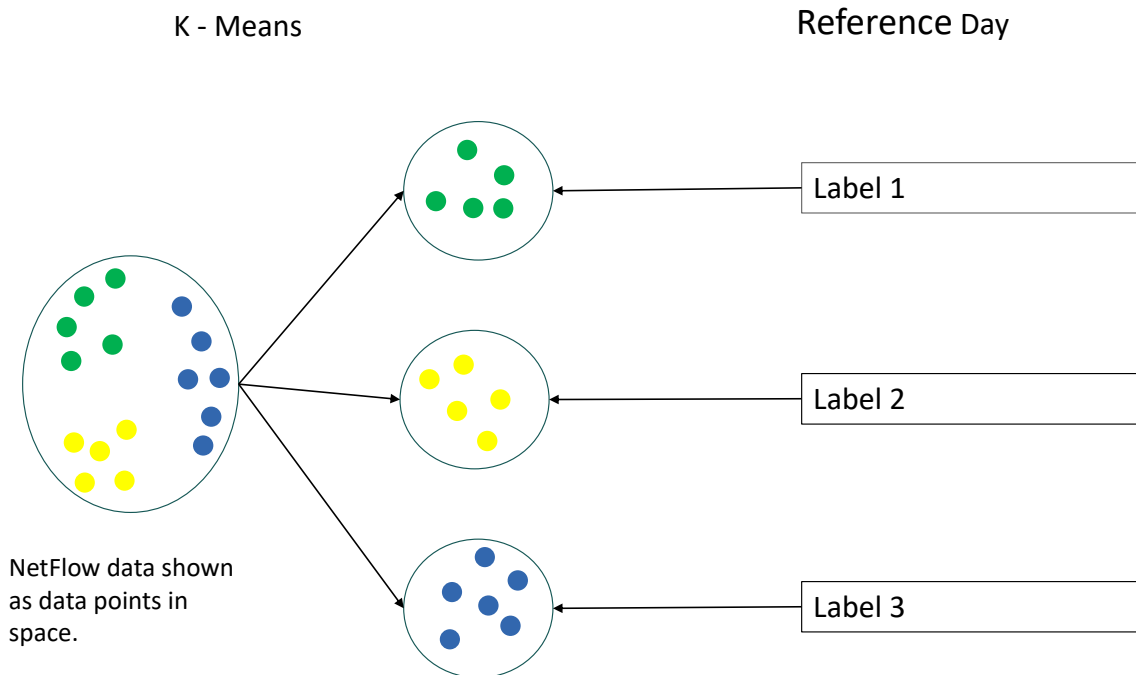 K - Means
Reference Day
Label 1
Label 2
Label 3
NetFlow data shown
as data points in
space.